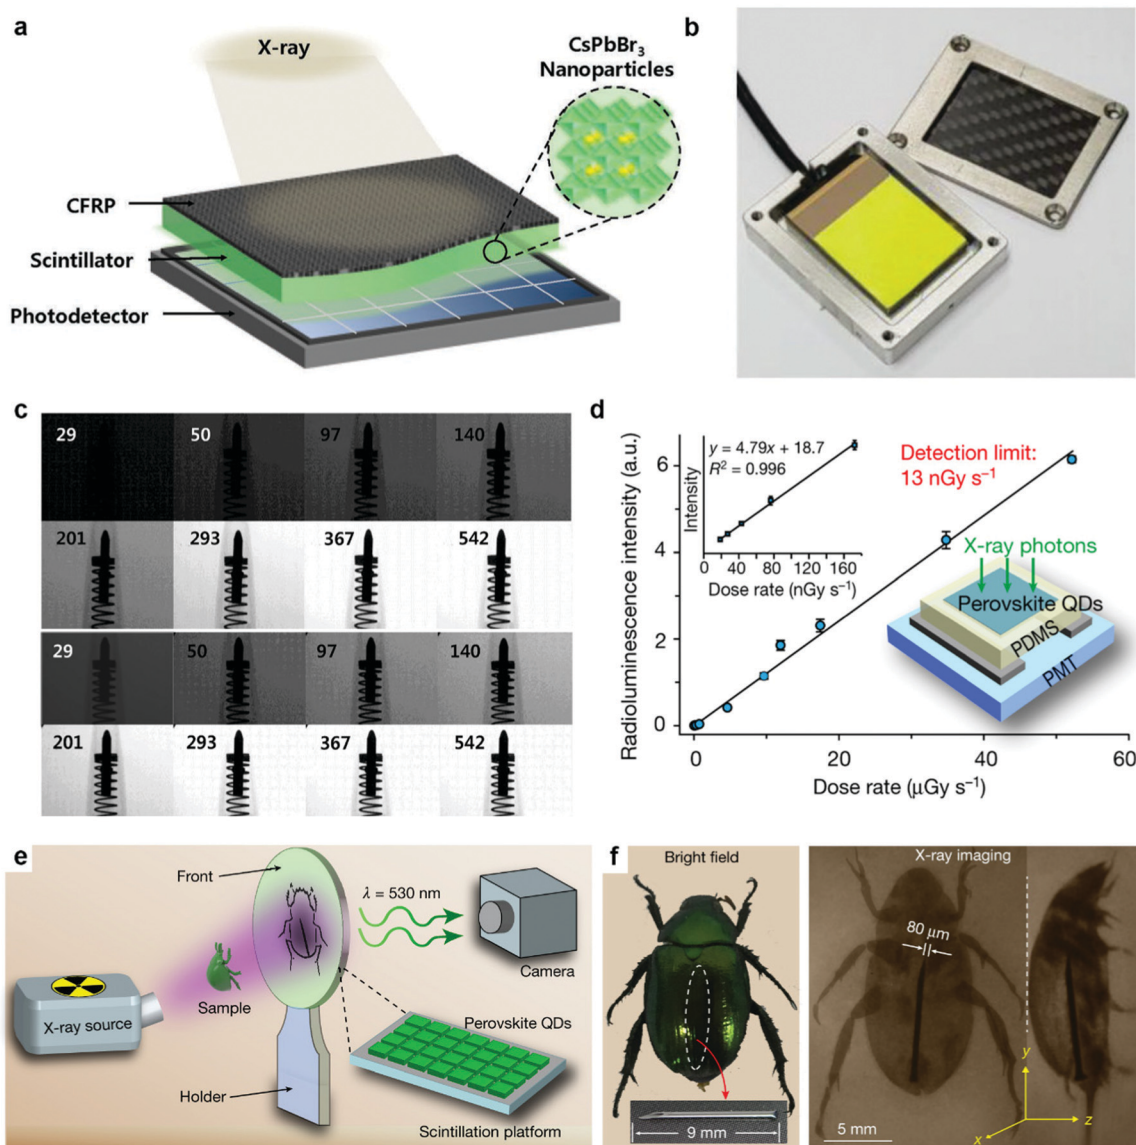 a
X-ray
CsPbBr3
Nanoparticles
CFRP
Scintillator
Photodetector
b
c
29
50
97
140
201
293
367
542
29
50
97
140
201
293
367
542
d
Radioluminescence intensity (a.u.)
6
4
2
0
0
20
40
60
Dose rate (μGy s−1)
y = 4.79x + 18.7
R2 = 0.996
Intensity
0
40
80
120
160
Dose rate (nGy s−1)
Detection limit:
13 nGy s−1
X-ray photons
Perovskite QDs
PDMS
PMT
e
Front
λ = 530 nm
Camera
Sample
X-ray source
Perovskite QDs
Holder
Scintillation platform
f
Bright field
9 mm
X-ray imaging
80 μm
5 mm
y
x
z